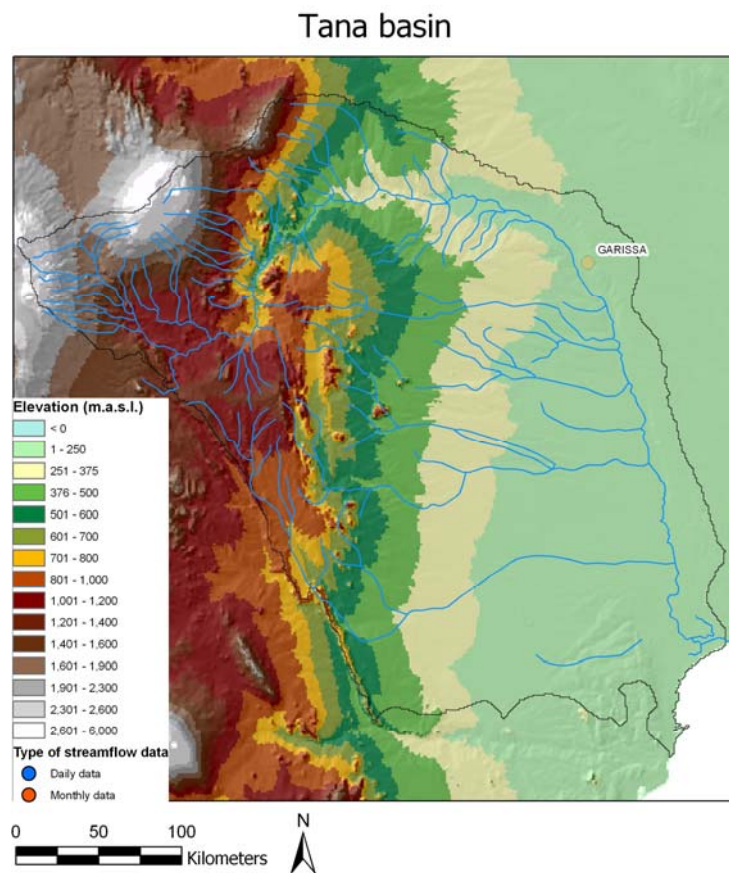 Tana basin
GARISSA
Elevation (m.a.s.l.)
< 0
1 - 250
251 - 375
376 - 500
501 - 600
601 - 700
701 - 800
801 - 1,000
1,001 - 1,200
1,201 - 1,400
1,401 - 1,600
1,601 - 1,900
1,901 - 2,300
2,301 - 2,600
2,601 - 6,000
Type of streamflow data
Daily data
Monthly data
0 50 100
Kilometers
N